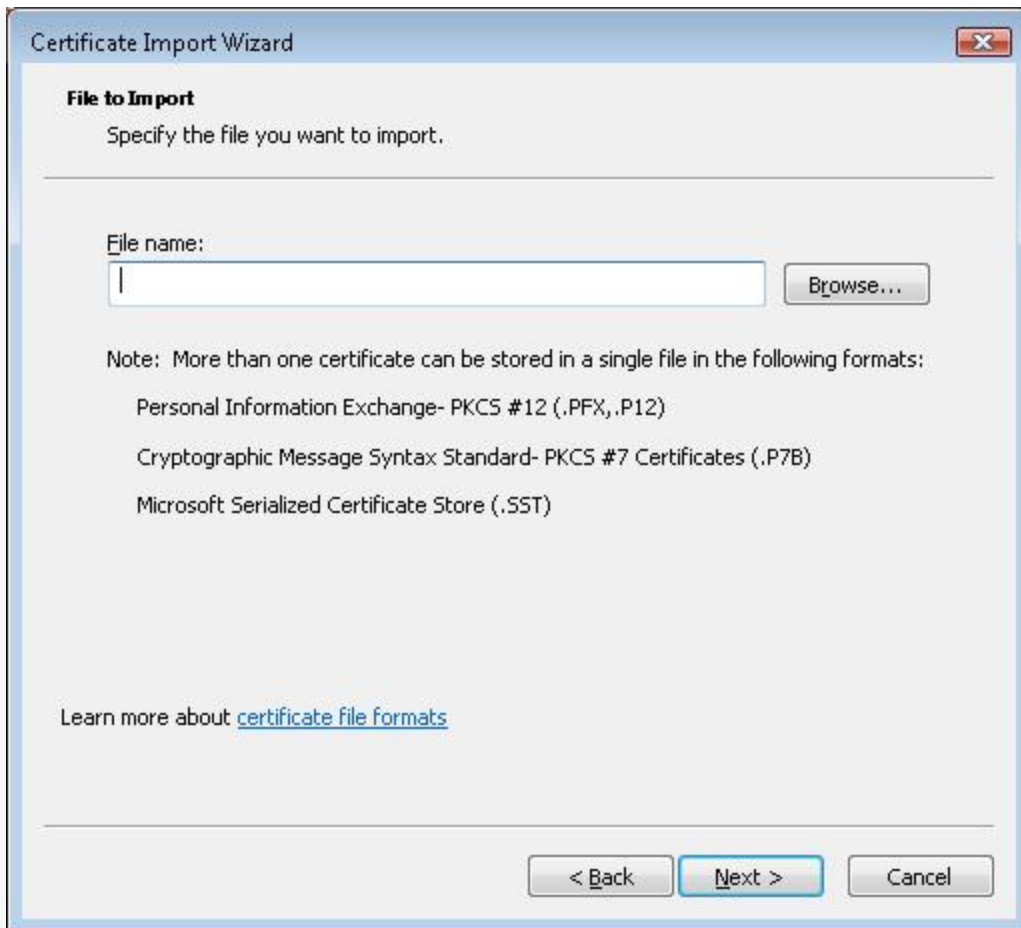 Certificate Import Wizard
File to Import
Specify the file you want to import.
File name:
Browse...
Note: More than one certificate can be stored in a single file in the following formats:
Personal Information Exchange- PKCS #12 (.PFX,.P12)
Cryptographic Message Syntax Standard- PKCS #7 Certificates (.P7B)
Microsoft Serialized Certificate Store (.SST)
Learn more about certificate file formats
< Back
Next >
Cancel